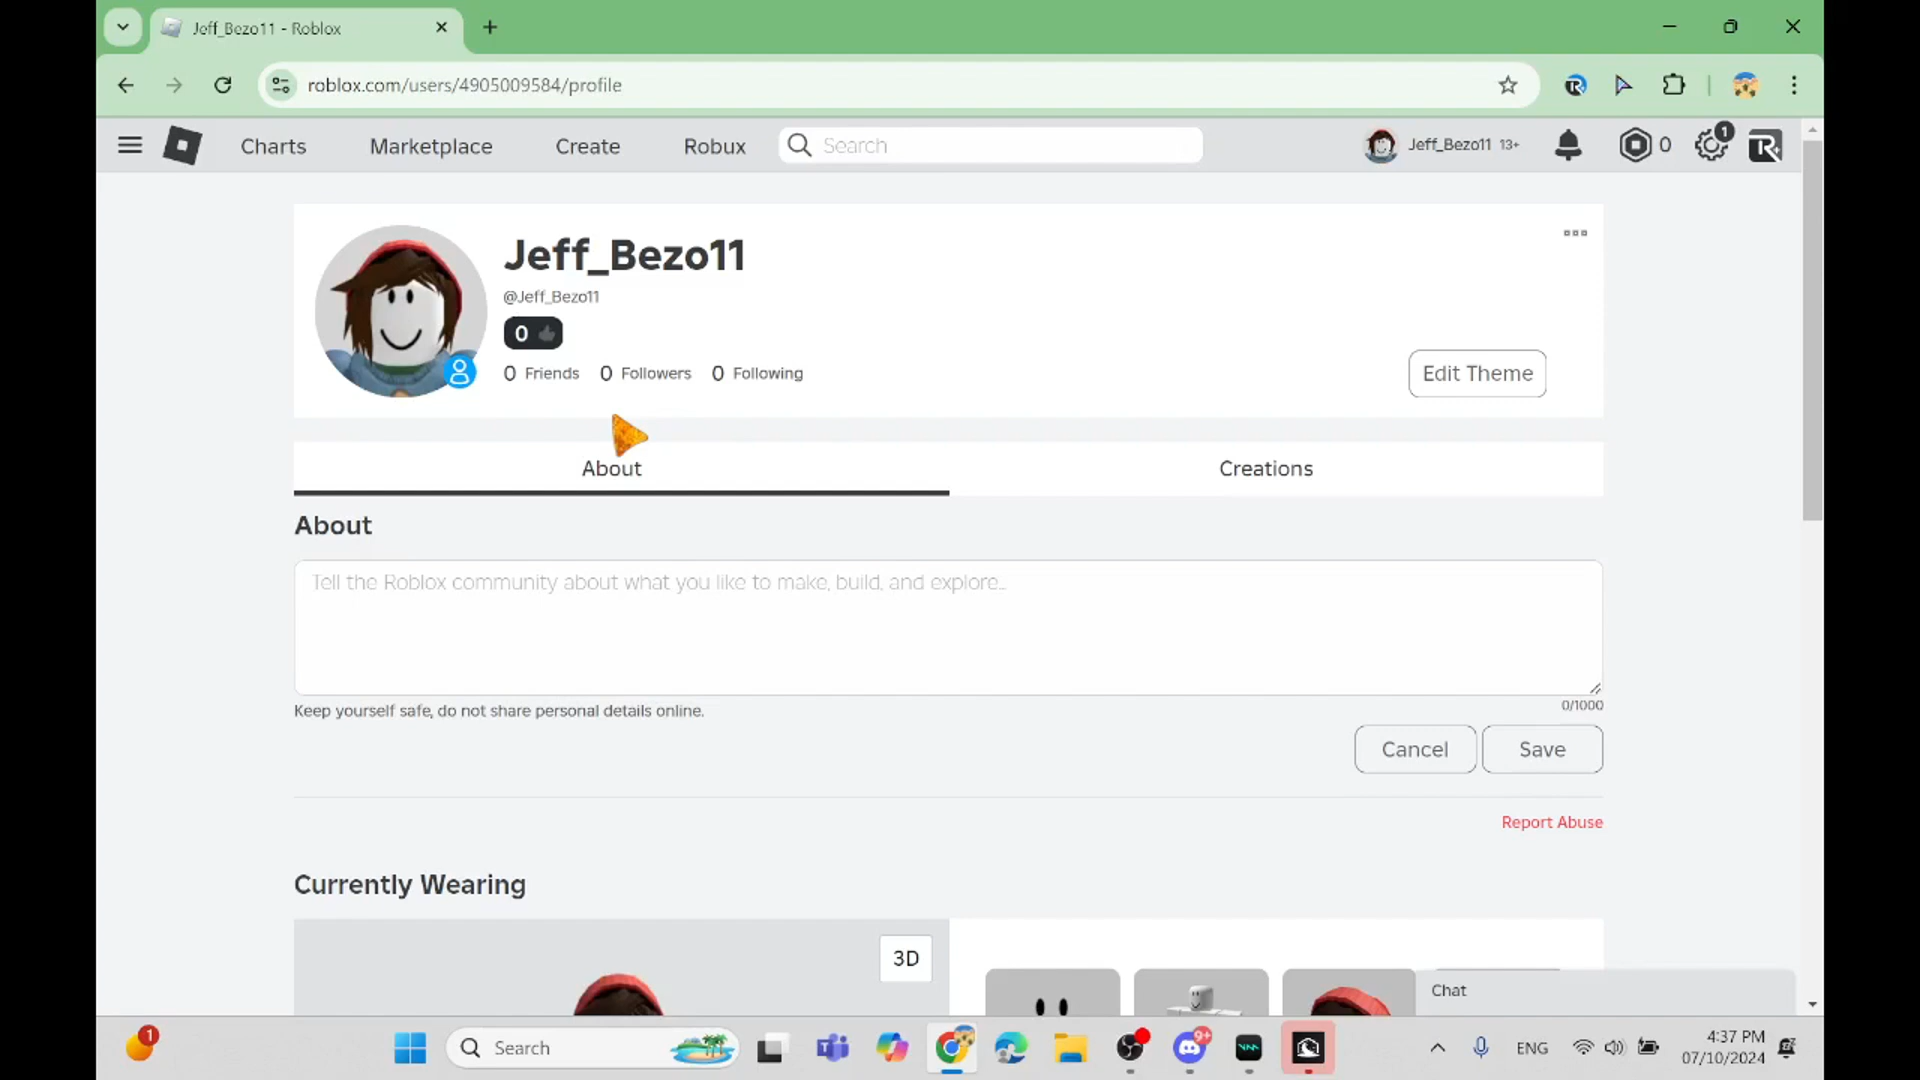 Jeff_Bezo11 - Roblox
roblox.com/users/4905009584/profile
Charts Marketplace Create Robux Search Jeff_Bezo11 13+ 0 1
Jeff_Bezo11
@Jeff_Bezo11
0
0 Friends 0 Followers 0 Following
Edit Theme
About Creations
About
Tell the Roblox community about what you like to make, build, and explore...
Keep yourself safe, do not share personal details online.
0/1000
Cancel Save
Report Abuse
Currently Wearing
3D
Chat
1 Search 9+ ENG 4:37 PM
07/10/2024